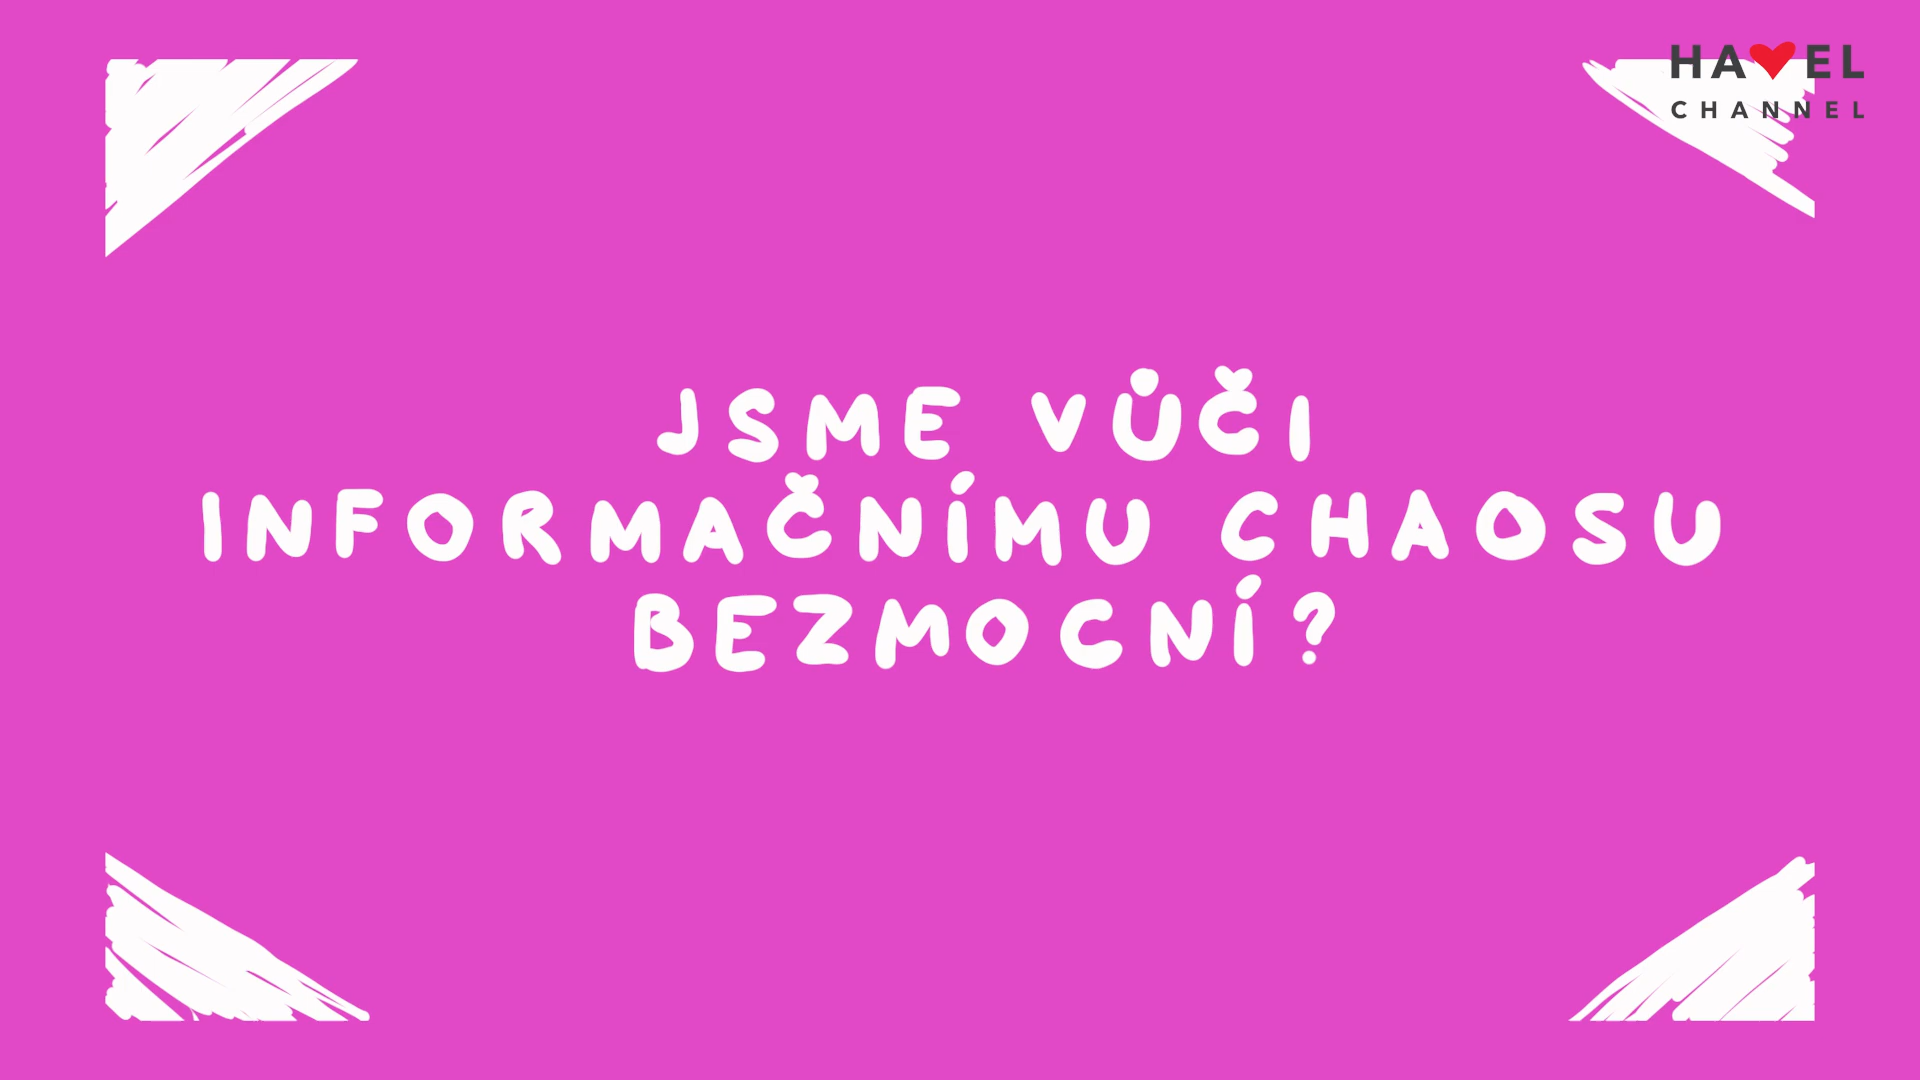 HAVEL
CHANNEL
JSME VŮČI
INFORMAČNÍMU CHAOSU
BEZMOCNÍ?